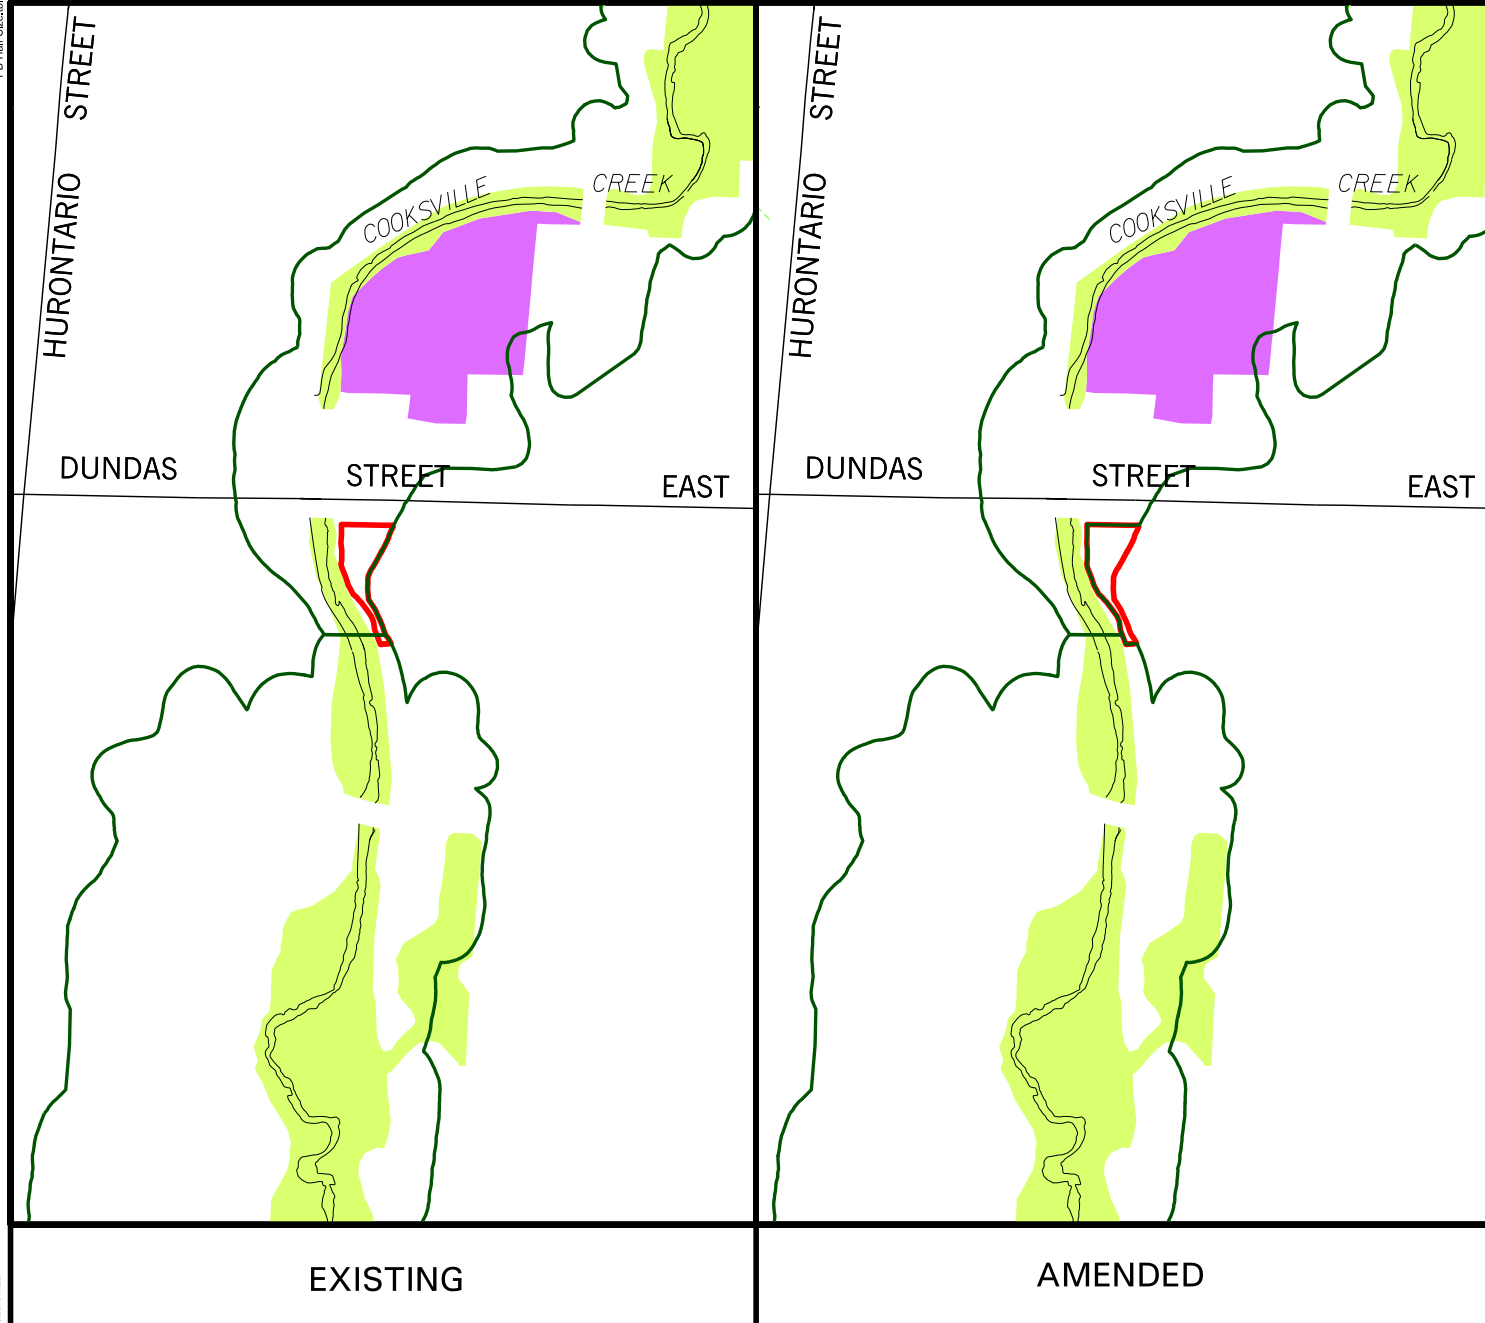 STREET
HURONTARIO
COOKSVILLE
CREEK
DUNDAS STREET EAST
EXISTING
STREET
HURONTARIO
COOKSVILLE
CREEK
DUNDAS STREET EAST
AMENDED